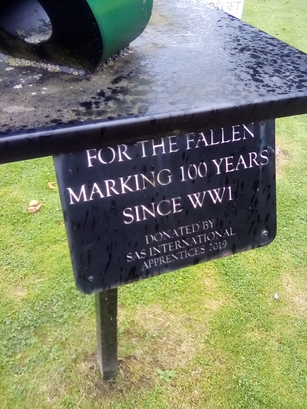 FOR THE FALLEN
MARKING 100 YEARS
SINCE WW1
DONATED BY
SAS INTERNATIONAL
APPRENTICES 2019